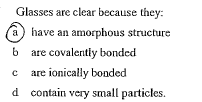 Glasses are clear because they:
a have an amorphous structure
b are covalently bonded
c are ionically bonded
d contain very small particles.